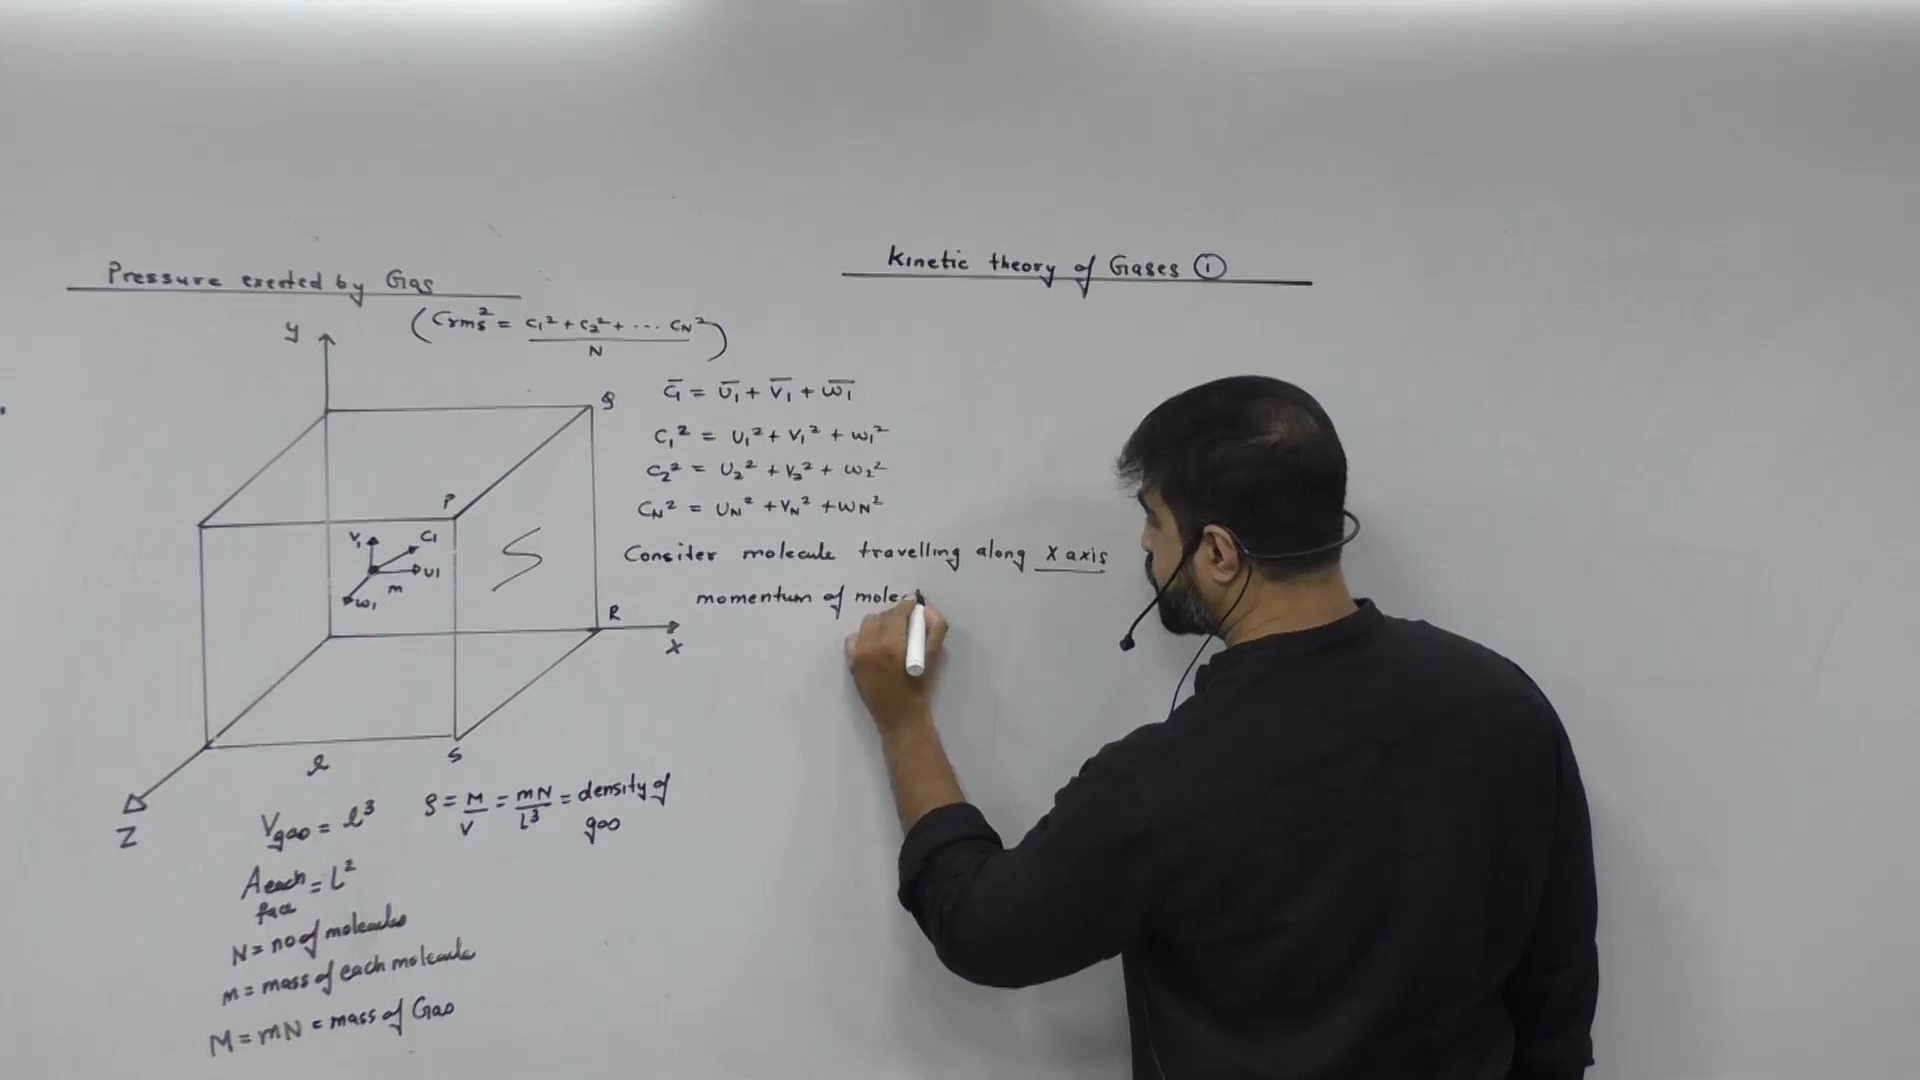 Pressure exerted by Gas
(Crms² = C₁² + C₂² + ... CN² / N)
Kinetic theory of Gases ①
y
C̄₁ = Ū₁ + V̄₁ + W̄₁
C₁² = U₁² + V₁² + W₁²
C₂² = U₂² + V₂² + W₂²
CN² = UN² + VN² + WN²
Consider molecule travelling along X axis
momentum of molec
P
V₁
C₁
U₁
m
W₁
S
R
X
S
l
Z
Vgas = l³
ρ = M/V = mN/L³ = density of
gas
Aeach = L²
face
N = no of molecules
m = mass of each molecule
M = mN = mass of Gas